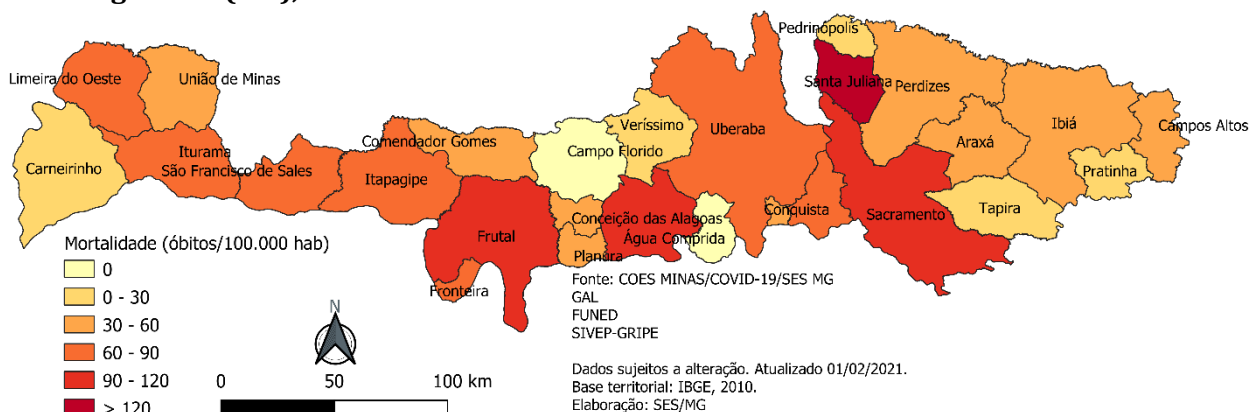 Pedrinópolis
Limeira do Oeste
União de Minas
Santa Juliana
Perdizes
Comendador Gomes
Veríssimo
Uberaba
Ibiá
Campos Altos
Araxá
Iturama
Campo Florido
Carneirinho
São Francisco de Sales
Itapagipe
Pratinha
Tapira
Conceição das Alagoas
Conquista
Sacramento
Frutal
Água Comprida
Planura
Fronteira
Mortalidade (óbitos/100.000 hab)
0
0 - 30
30 - 60
60 - 90
90 - 120
> 120
N
0 50 100 km
Fonte: COES MINAS/COVID-19/SES MG
GAL
FUNED
SIVEP-GRIPE
Dados sujeitos a alteração. Atualizado 01/02/2021.
Base territorial: IBGE, 2010.
Elaboração: SES/MG